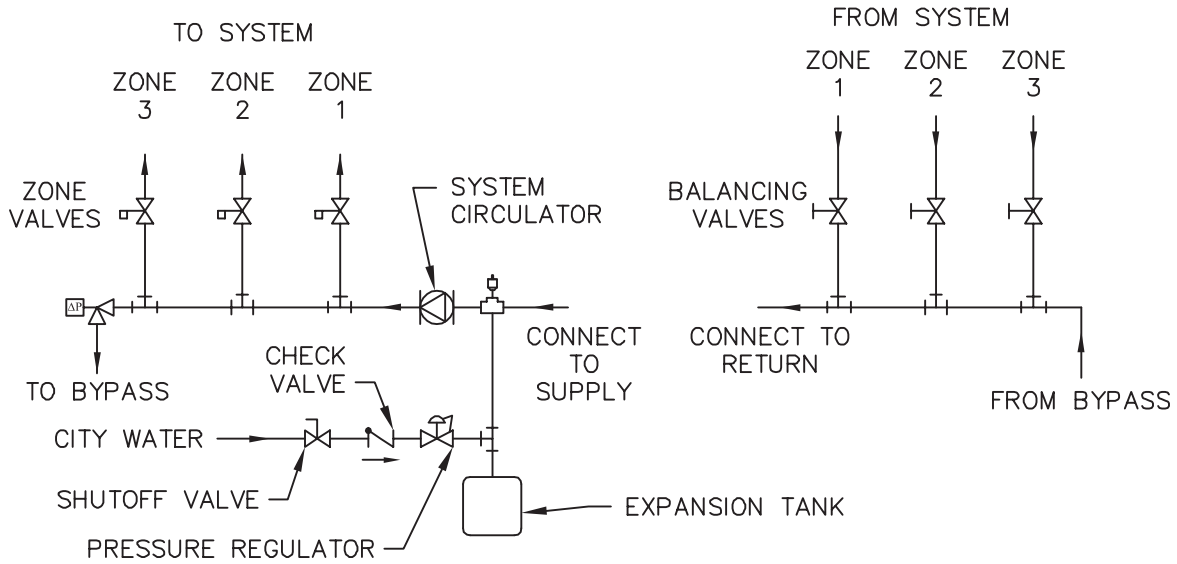 TO SYSTEM
ZONE
3
ZONE
2
ZONE
1
ZONE
VALVES
SYSTEM
CIRCULATOR
ΔP
TO BYPASS
CONNECT
TO
SUPPLY
CHECK
VALVE
CITY WATER
SHUTOFF VALVE
PRESSURE REGULATOR
EXPANSION TANK
FROM SYSTEM
ZONE
1
ZONE
2
ZONE
3
BALANCING
VALVES
CONNECT TO
RETURN
FROM BYPASS